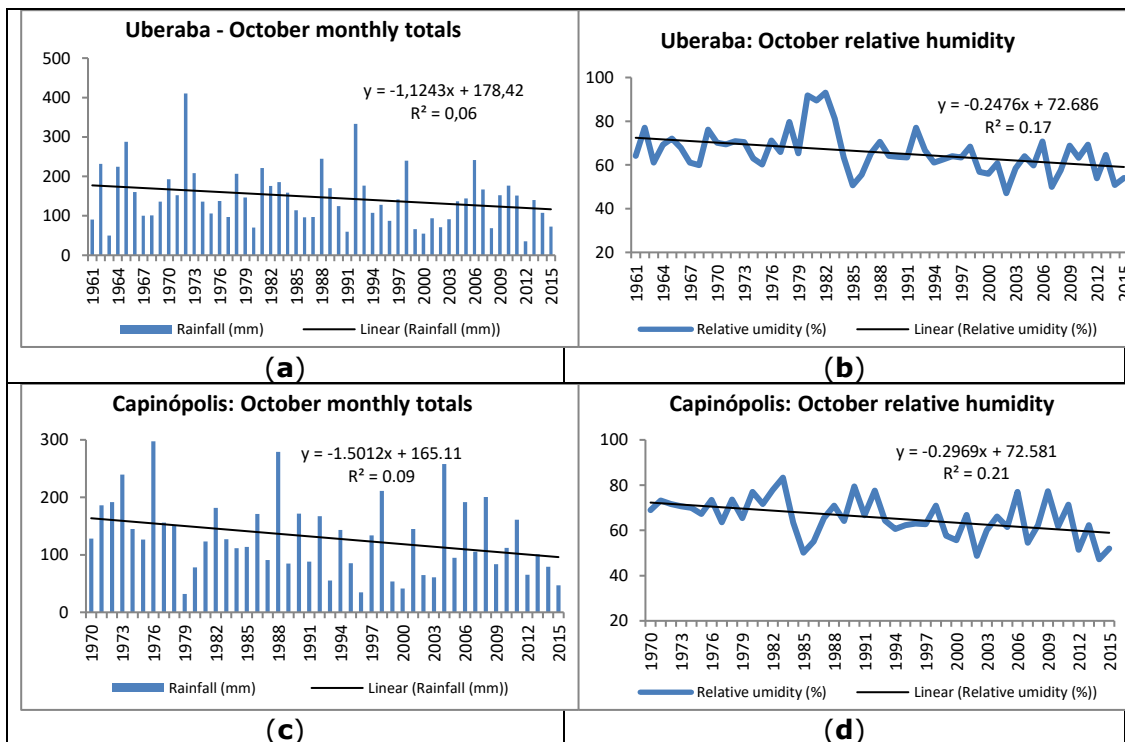 Uberaba - October monthly totals
y = -1,1243x + 178,42
R² = 0,06
500
400
300
200
100
0
1961 1964 1967 1970 1973 1976 1979 1982 1985 1988 1991 1994 1997 2000 2003 2006 2009 2012 2015
Rainfall (mm) Linear (Rainfall (mm))
(a)
Uberaba: October relative humidity
y = -0.2476x + 72.686
R² = 0.17
100
80
60
40
20
1961 1964 1967 1970 1973 1976 1979 1982 1985 1988 1991 1994 1997 2000 2003 2006 2009 2012 2015
Relative umidity (%) Linear (Relative umidity (%))
(b)
Capinópolis: October monthly totals
y = -1.5012x + 165.11
R² = 0.09
300
200
100
0
1970 1973 1976 1979 1982 1985 1988 1991 1994 1997 2000 2003 2006 2009 2012 2015
Rainfall (mm) Linear (Rainfall (mm))
(c)
Capinópolis: October relative humidity
y = -0.2969x + 72.581
R² = 0.21
100
80
60
40
20
1970 1973 1976 1979 1982 1985 1988 1991 1994 1997 2000 2003 2006 2009 2012 2015
Relative umidity (%) Linear (Relative umidity (%))
(d)